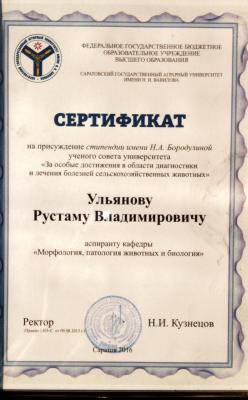 ФЕДЕРАЛЬНОЕ ГОСУДАРСТВЕННОЕ БЮДЖЕТНОЕ
ОБРАЗОВАТЕЛЬНОЕ УЧРЕЖДЕНИЕ
ВЫСШЕГО ОБРАЗОВАНИЯ
САРАТОВСКИЙ ГОСУДАРСТВЕННЫЙ АГРАРНЫЙ УНИВЕРСИТЕТ
ИМЕНИ Н. И. ВАВИЛОВА
СЕРТИФИКАТ
на присуждение стипендии имени Н.А. Бородулиной
ученого совета университета
«За особые достижения в области диагностики
и лечения болезней сельскохозяйственных животных»
Ульянову
Рустаму Владимировичу
аспиранту кафедры
«Морфология, патология животных и биология»
Ректор
Н.И. Кузнецов
Саратов 2016